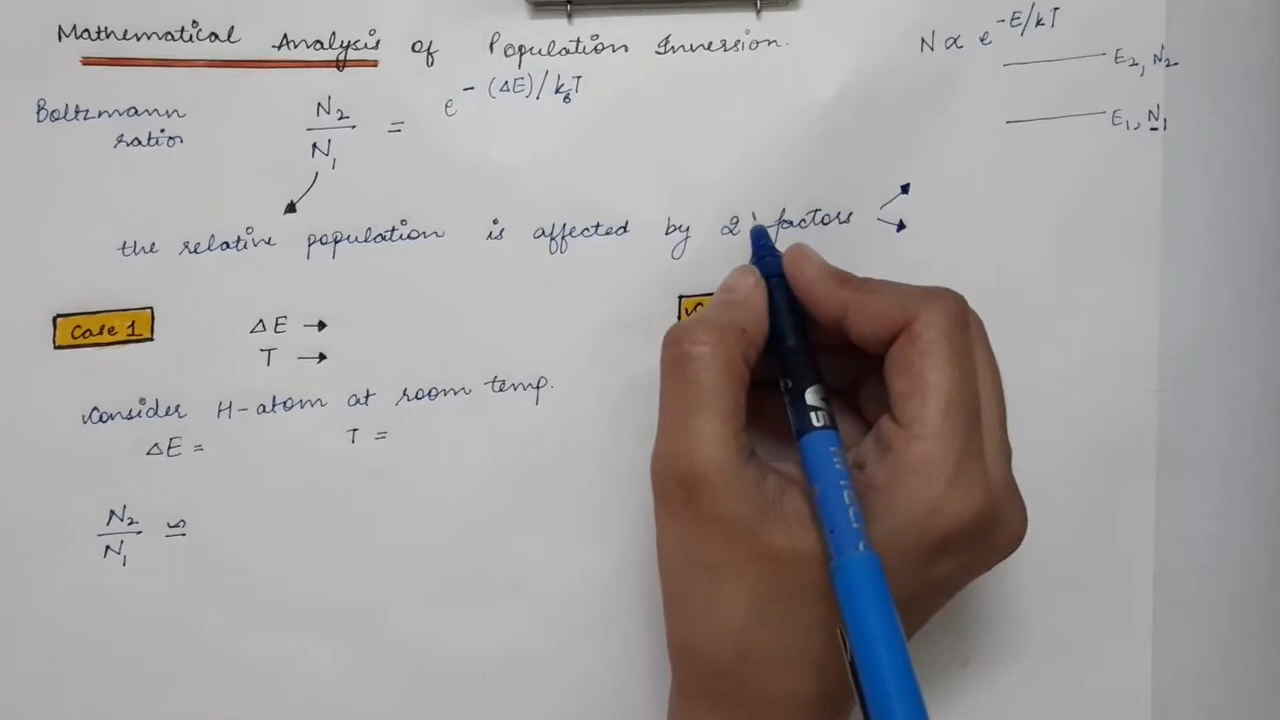 Mathematical Analysis of Population Inversion.
N ∝ e^-E/kT
E2, N2
E1, N1
Boltzmann ratio
N2/N1 = e^-(ΔE)/kBT
the relative population is affected by 2 factors
Case 1
ΔE →
T →
Consider H-atom at room temp.
ΔE =
T =
N2/N1 ≌
V5